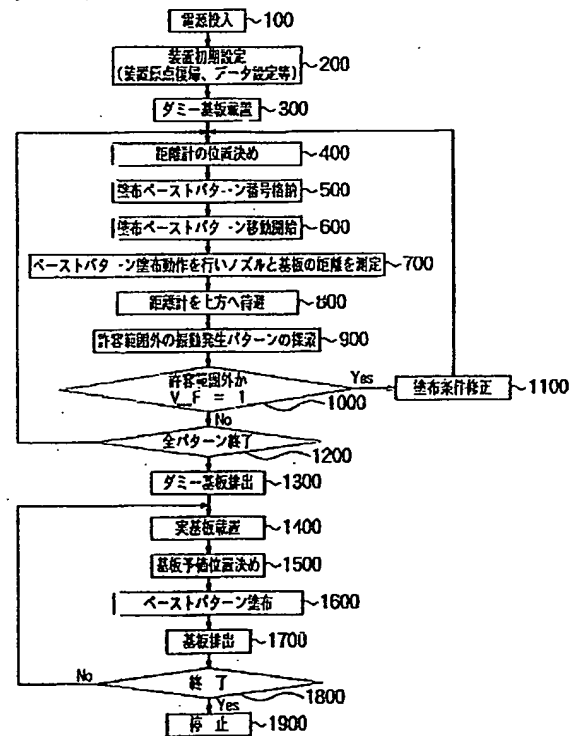 電源投入 100
装置初期設定
(装置原点復帰、データ設定等) 200
ダミー基板載置 300
距離計の位置決め 400
塗布ペーストパターン番号格納 500
塗布ペーストパターン移動開始 600
ペーストパターン塗布動作を行いノズルと基板の距離を測定 700
距離計を上方へ待避 800
許容範囲外の振動発生パターンの探索 900
許容範囲外か
V_F = 1
1000
Yes
塗布条件修正 1100
No
全パターン終了 1200
ダミー基板排出 1300
実基板載置 1400
基板予備位置決め 1500
ペーストパターン塗布 1600
基板排出 1700
No
終了 1800
Yes
停止 1900